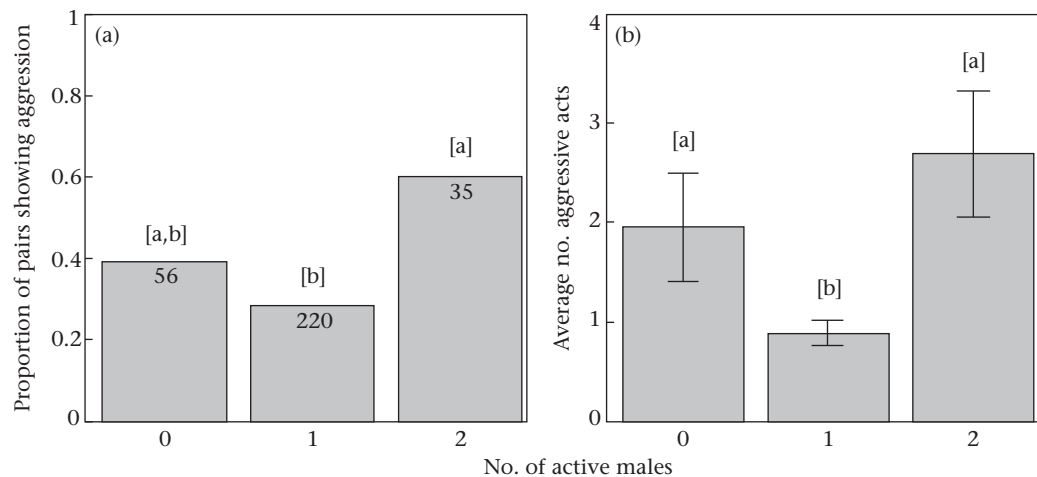 (a)
Proportion of pairs showing aggression
1
0.8
0.6
0.4
0.2
0
[a,b]
56
[b]
220
[a]
35
0 1 2
(b)
Average no. aggressive acts
4
3
2
1
0
[a]
[b]
[a]
0 1 2
No. of active males